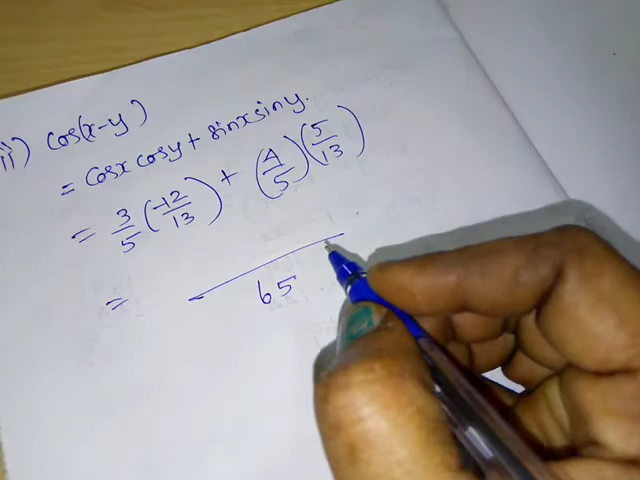 ii) cos(x-y)
= cosx cosy + sinx siny.
= 3/5 (-12/13) + (4/5)(5/13)
= /65